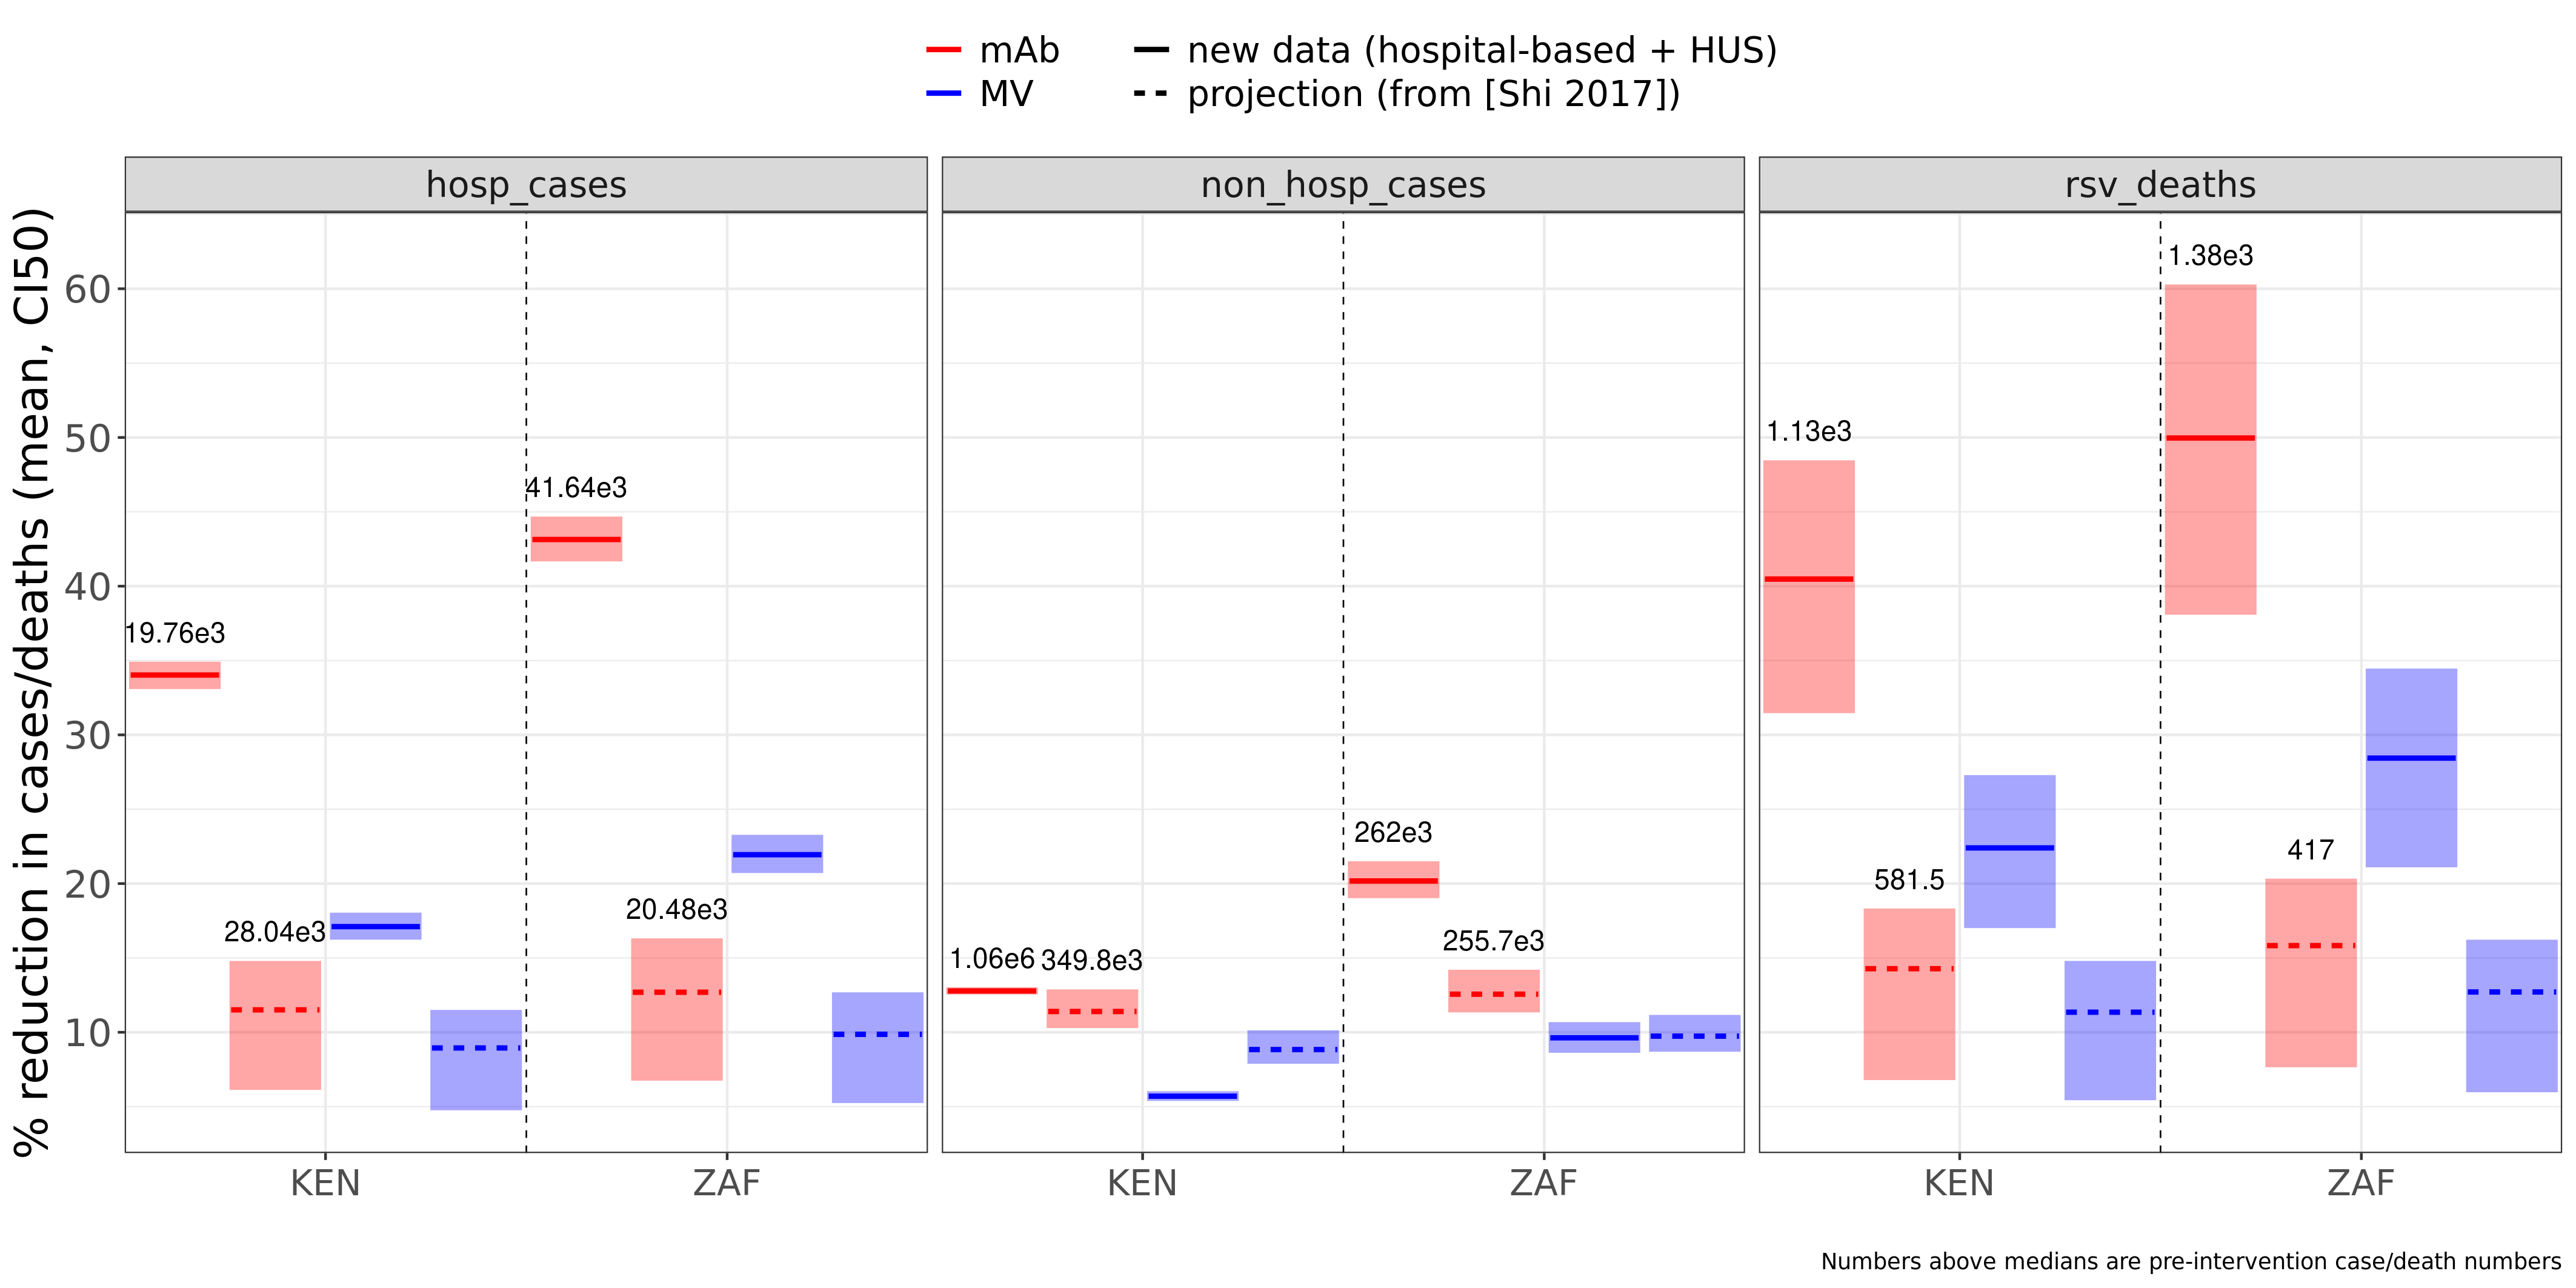 mAb
MV
new data (hospital-based + HUS)
projection (from [Shi 2017])
hosp_cases
non_hosp_cases
rsv_deaths
% reduction in cases/deaths (mean, CI50)
60
50
40
30
20
10
19.76e3
28.04e3
41.64e3
20.48e3
1.06e6
349.8e3
262e3
255.7e3
1.13e3
581.5
1.38e3
417
KEN
ZAF
KEN
ZAF
KEN
ZAF
Numbers above medians are pre-intervention case/death numbers